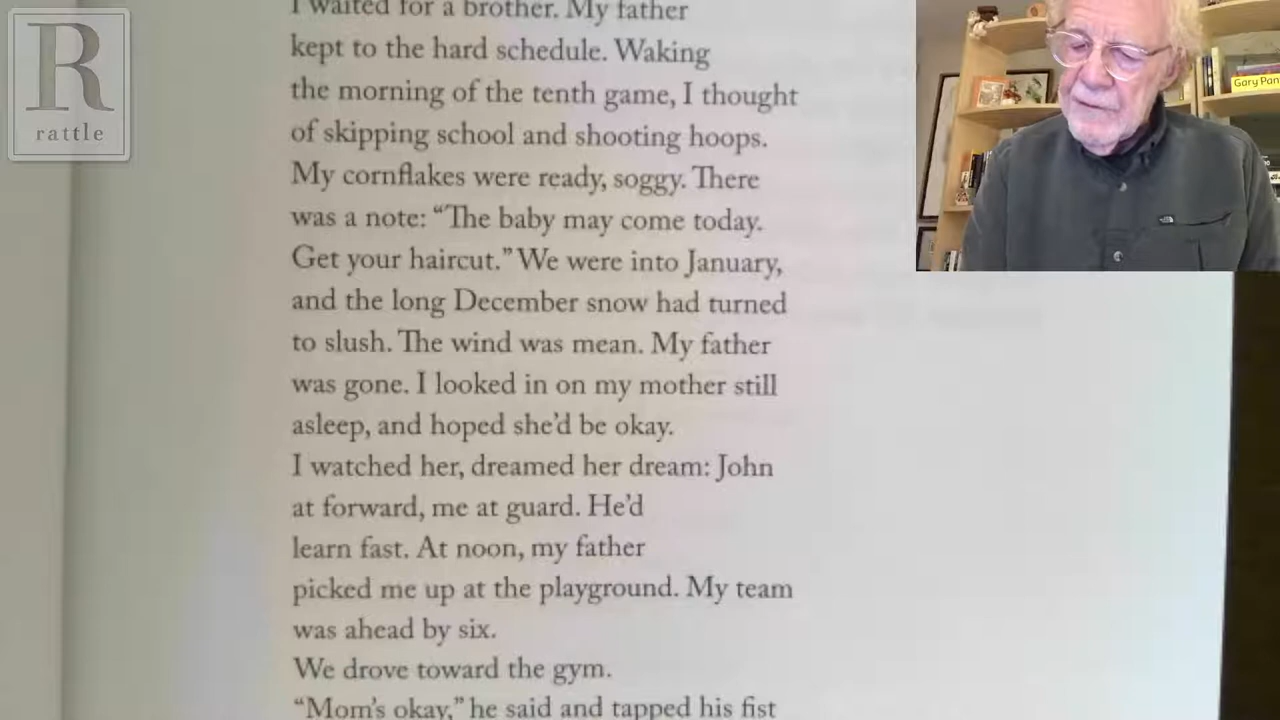 R
rattle
I waited for a brother. My father
kept to the hard schedule. Waking
the morning of the tenth game, I thought
of skipping school and shooting hoops.
My cornflakes were ready, soggy. There
was a note: “The baby may come today.
Get your haircut.” We were into January,
and the long December snow had turned
to slush. The wind was mean. My father
was gone. I looked in on my mother still
asleep, and hoped she’d be okay.
I watched her, dreamed her dream: John
at forward, me at guard. He’d
learn fast. At noon, my father
picked me up at the playground. My team
was ahead by six.
We drove toward the gym.
“Mom’s okay,” he said and tapped his fist
Gary Pan